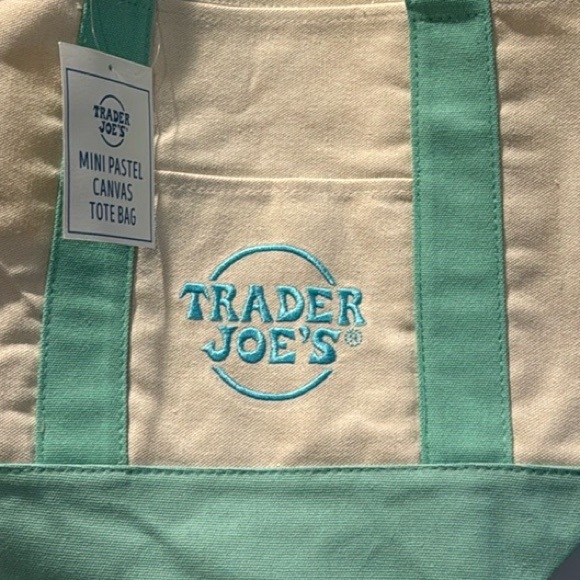 TRADER
JOE'S
MINI PASTEL
CANVAS
TOTE BAG
TRADER
JOE'S®